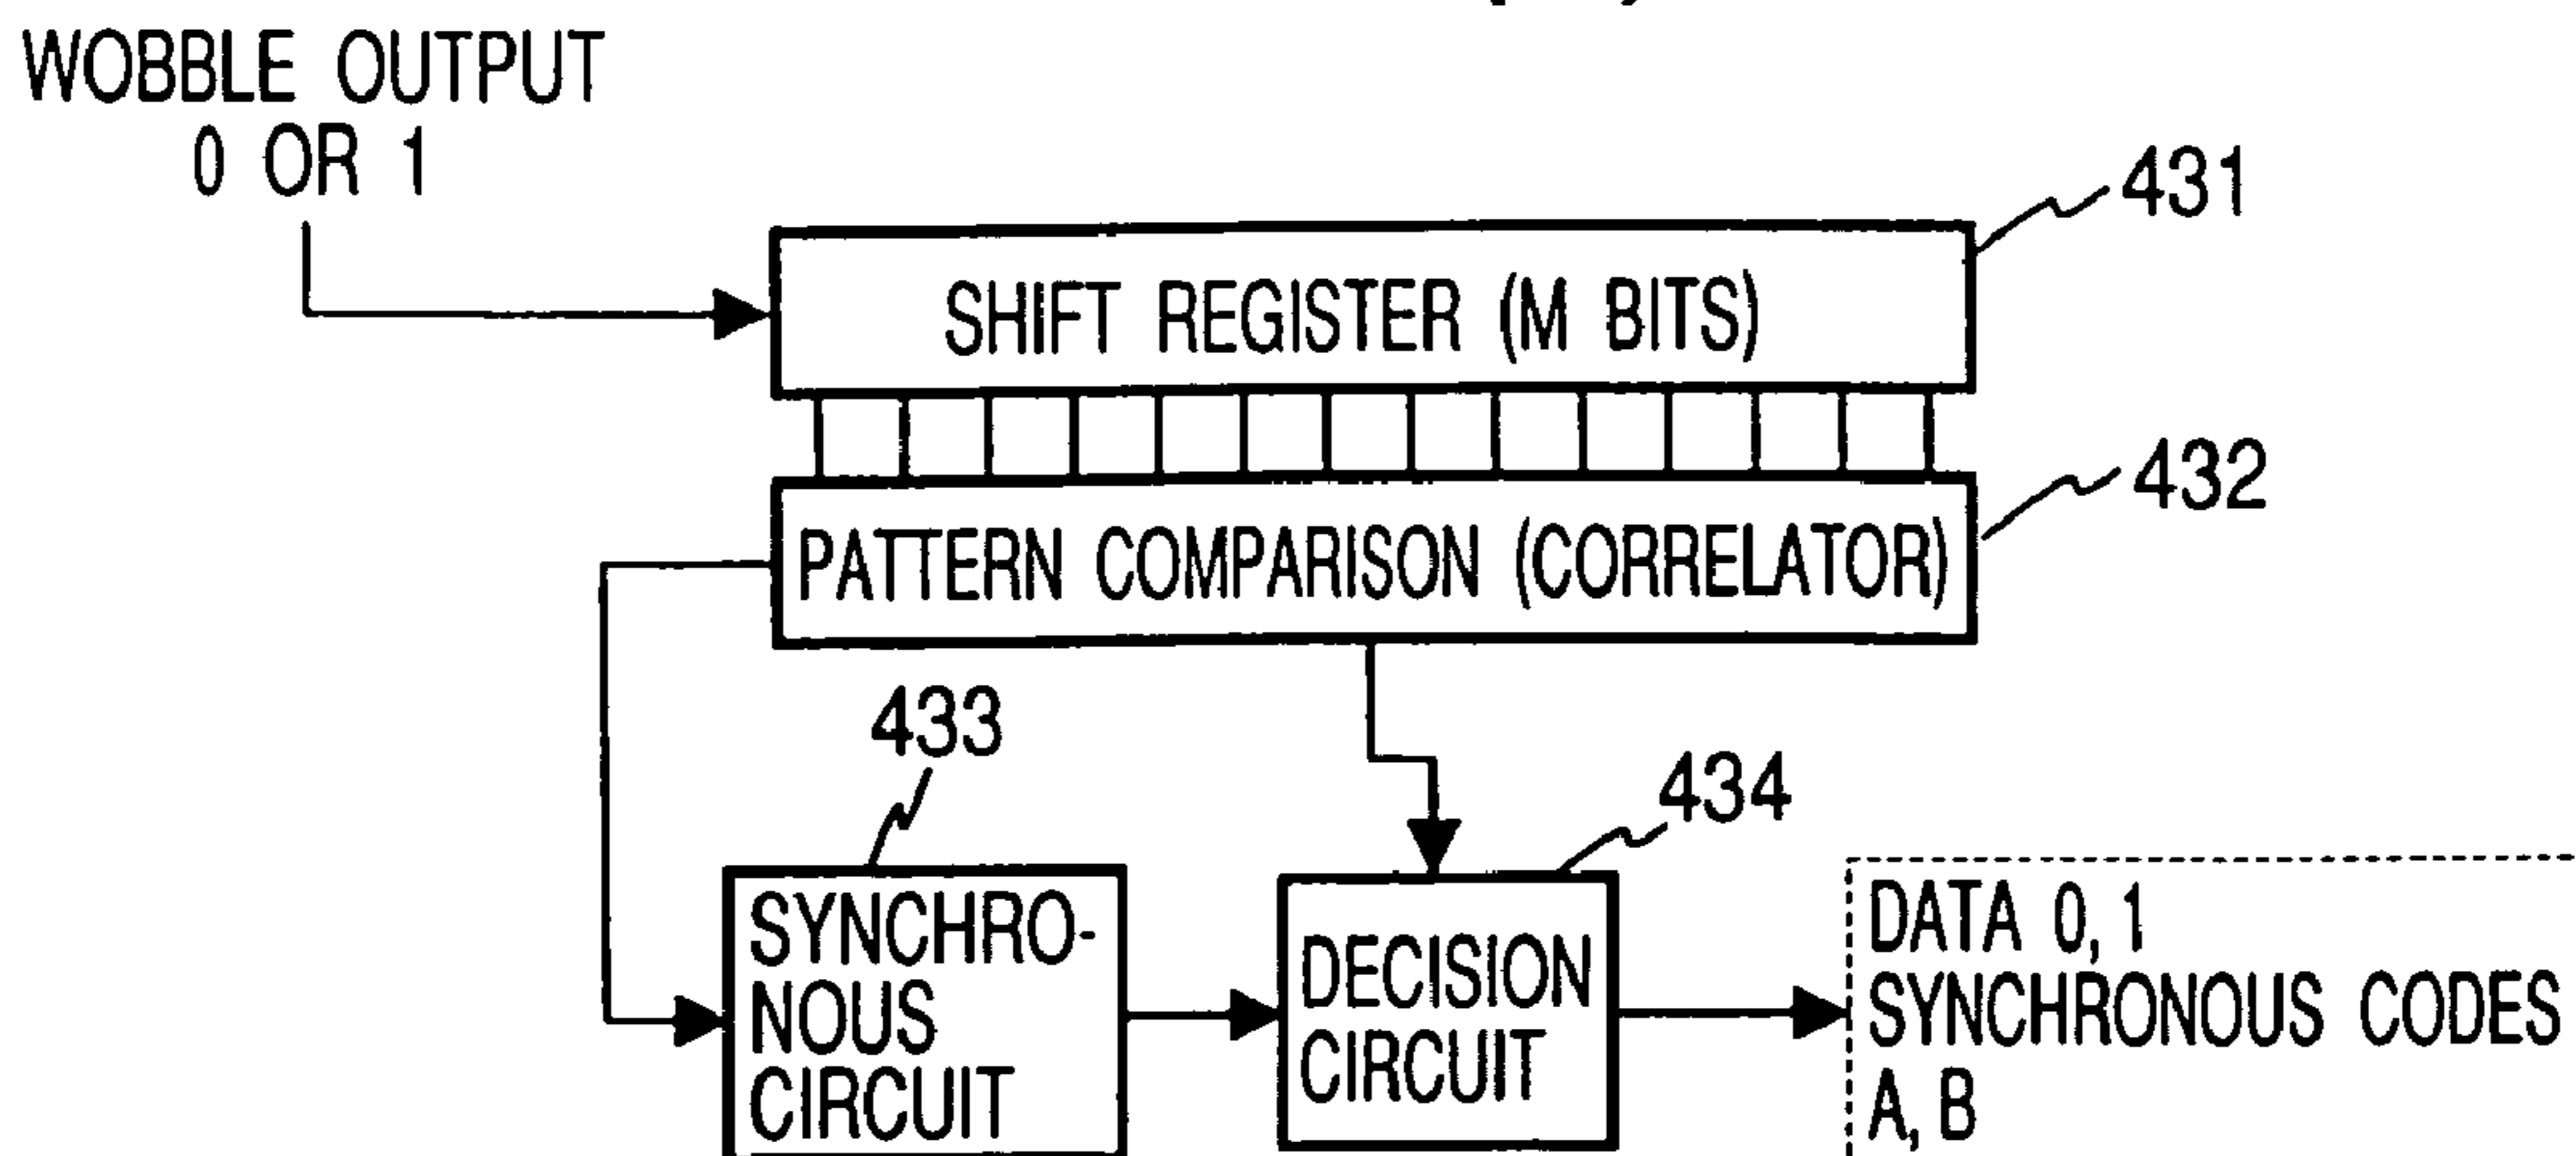 WOBBLE OUTPUT
0 OR 1
431
SHIFT REGISTER (M BITS)
432
PATTERN COMPARISON (CORRELATOR)
433
434
SYNCHRO-
NOUS
CIRCUIT
DECISION
CIRCUIT
DATA 0, 1
SYNCHRONOUS CODES
A, B